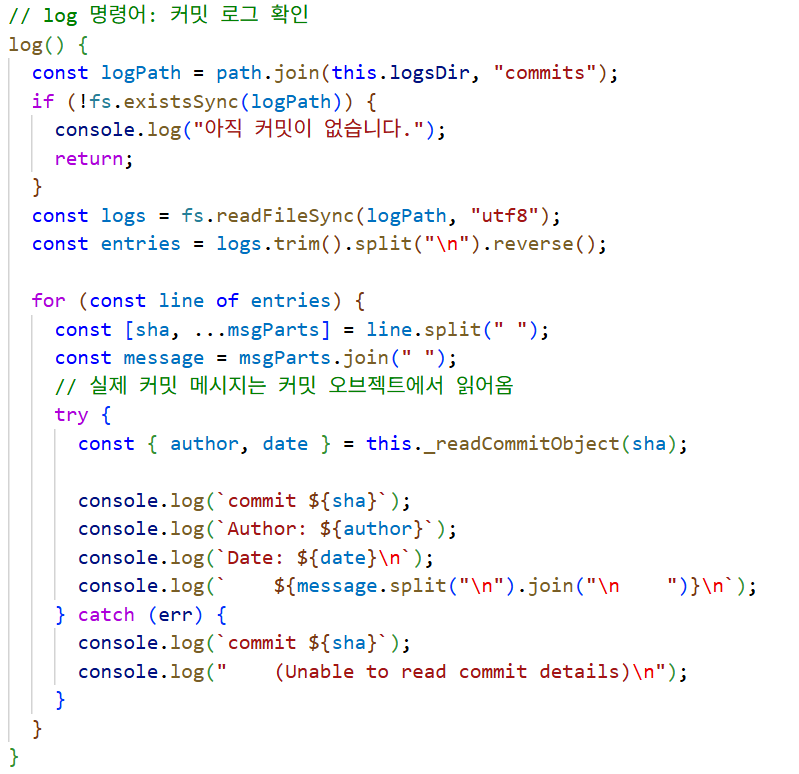 // log 명령어: 커밋 로그 확인
log() {
  const logPath = path.join(this.logsDir, "commits");
  if (!fs.existsSync(logPath)) {
    console.log("아직 커밋이 없습니다.");
    return;
  }
  const logs = fs.readFileSync(logPath, "utf8");
  const entries = logs.trim().split("\n").reverse();

  for (const line of entries) {
    const [sha, ...msgParts] = line.split(" ");
    const message = msgParts.join(" ");
    // 실제 커밋 메시지는 커밋 오브젝트에서 읽어옴
    try {
      const { author, date } = this._readCommitObject(sha);

      console.log(`commit ${sha}`);
      console.log(`Author: ${author}`);
      console.log(`Date: ${date}\n`);
      console.log(`    ${message.split("\n").join("\n    ")}\n`);
    } catch (err) {
      console.log(`commit ${sha}`);
      console.log("    (Unable to read commit details)\n");
    }
  }
}